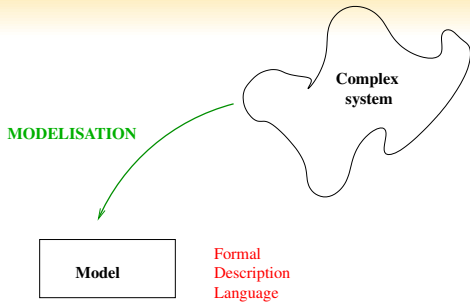 Complex
system
MODELISATION
Model
Formal
Description
Language